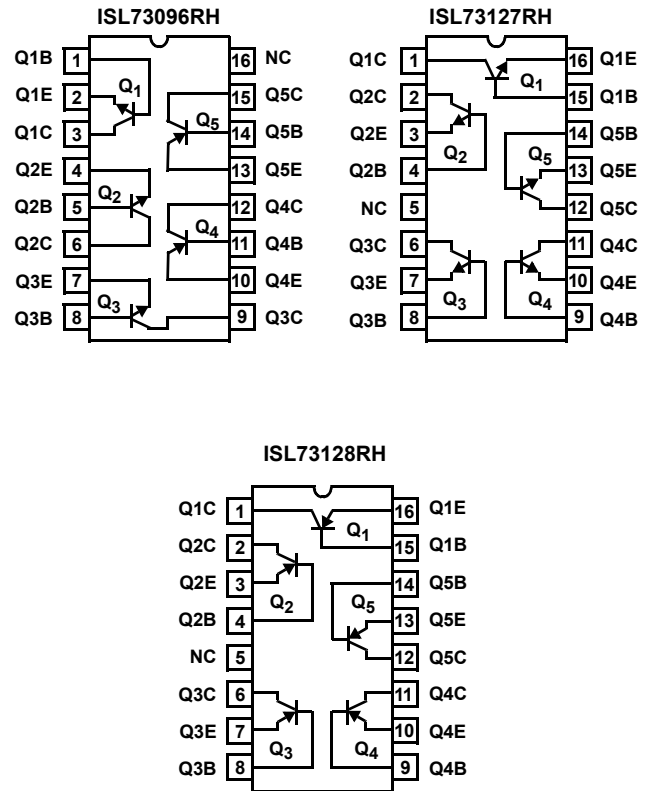 ISL73096RH
Q1B 1 16 NC
Q1
Q1E 2 15 Q5C
Q5
Q1C 3 14 Q5B
Q2E 4 13 Q5E
Q2
Q2B 5 12 Q4C
Q4
Q2C 6 11 Q4B
Q3E 7 10 Q4E
Q3
Q3B 8 9 Q3C
ISL73127RH
Q1C 1 16 Q1E
Q1
Q2C 2 15 Q1B
Q2E 3 14 Q5B
Q2 Q5
Q2B 4 13 Q5E
NC 5 12 Q5C
Q3C 6 11 Q4C
Q3E 7 10 Q4E
Q3 Q4
Q3B 8 9 Q4B
ISL73128RH
Q1C 1 16 Q1E
Q1
Q2C 2 15 Q1B
Q2E 3 14 Q5B
Q2 Q5
Q2B 4 13 Q5E
NC 5 12 Q5C
Q3C 6 11 Q4C
Q3E 7 10 Q4E
Q3 Q4
Q3B 8 9 Q4B